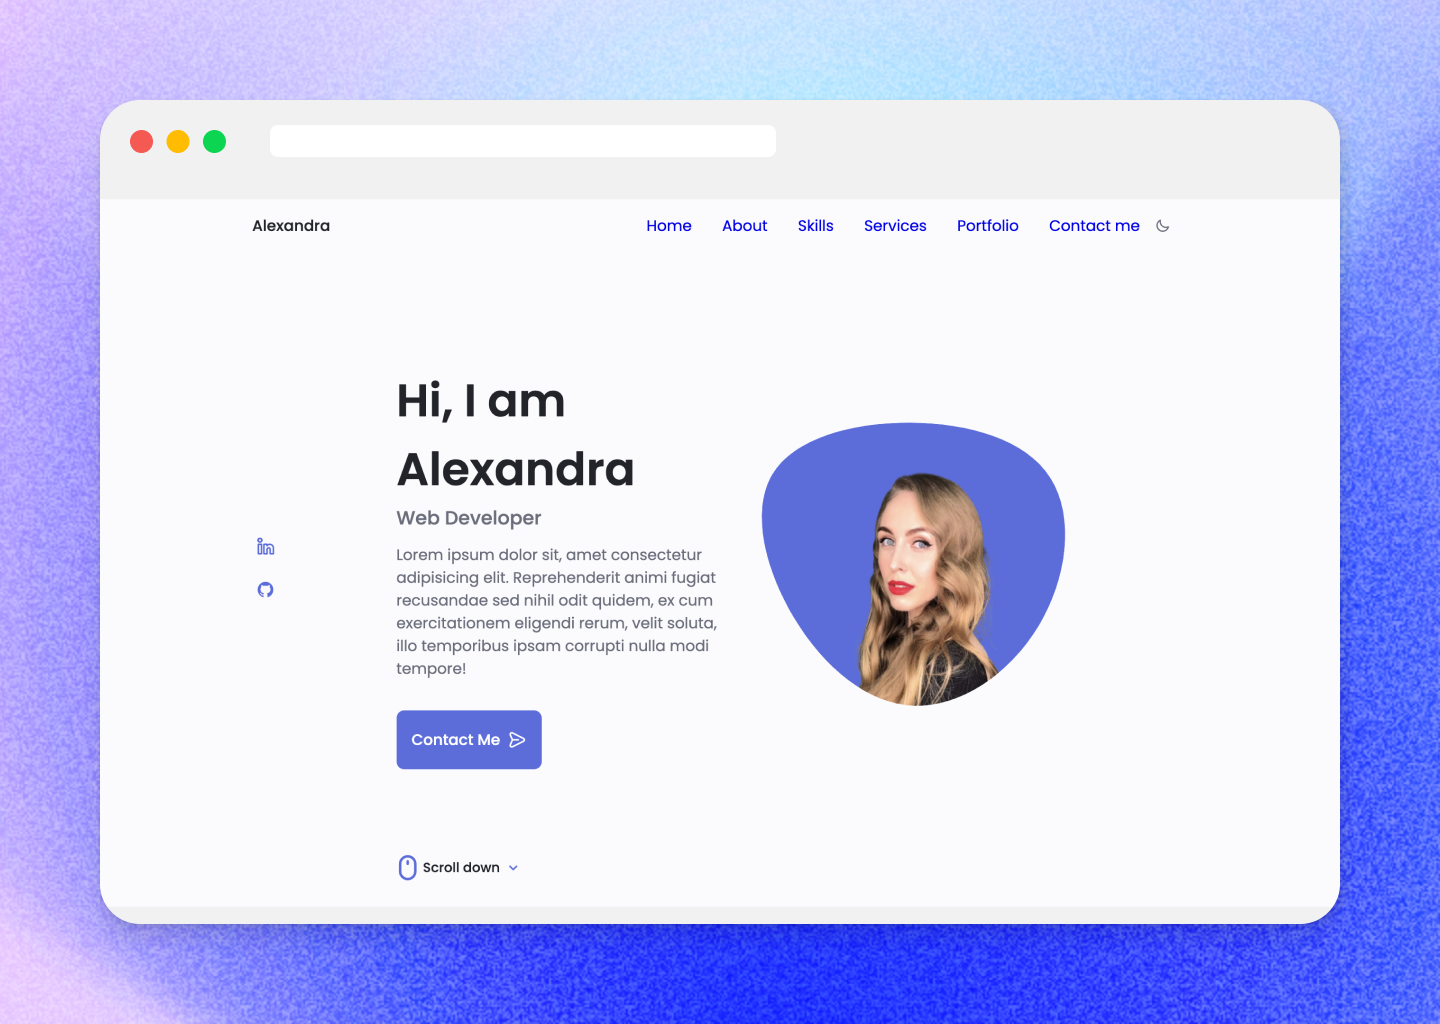 Alexandra
Home About Skills Services Portfolio Contact me
Hi, I am
Alexandra
Web Developer
Lorem ipsum dolor sit, amet consectetur
adipisicing elit. Reprehenderit animi fugiat
recusandae sed nihil odit quidem, ex cum
exercitationem eligendi rerum, velit soluta,
illo temporibus ipsam corrupti nulla modi
tempore!
Contact Me
Scroll down